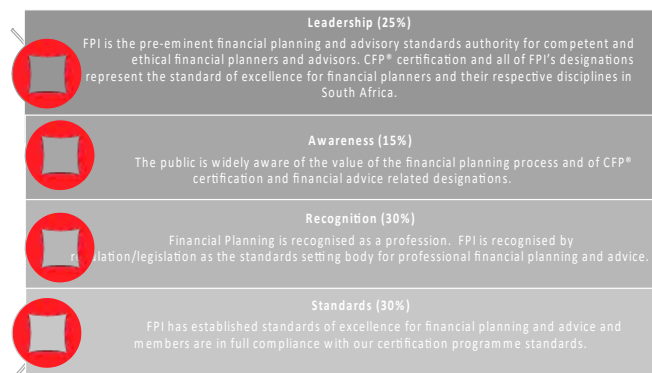 Leadership (25%)
FPI is the pre-eminent financial planning and advisory standards authority for competent and
ethical financial planners and advisors. CFP® certification and all of FPI's designations
represent the standard of excellence for financial planners and their respective disciplines in
South Africa.
Awareness (15%)
The public is widely aware of the value of the financial planning process and of CFP®
certification and financial advice related designations.
Recognition (30%)
Financial Planning is recognised as a profession. FPI is recognised by
lation/legislation as the standards setting body for professional financial planning and advice.
Standards (30%)
FPI has established standards of excellence for financial planning and advice and
members are in full compliance with our certification programme standards.